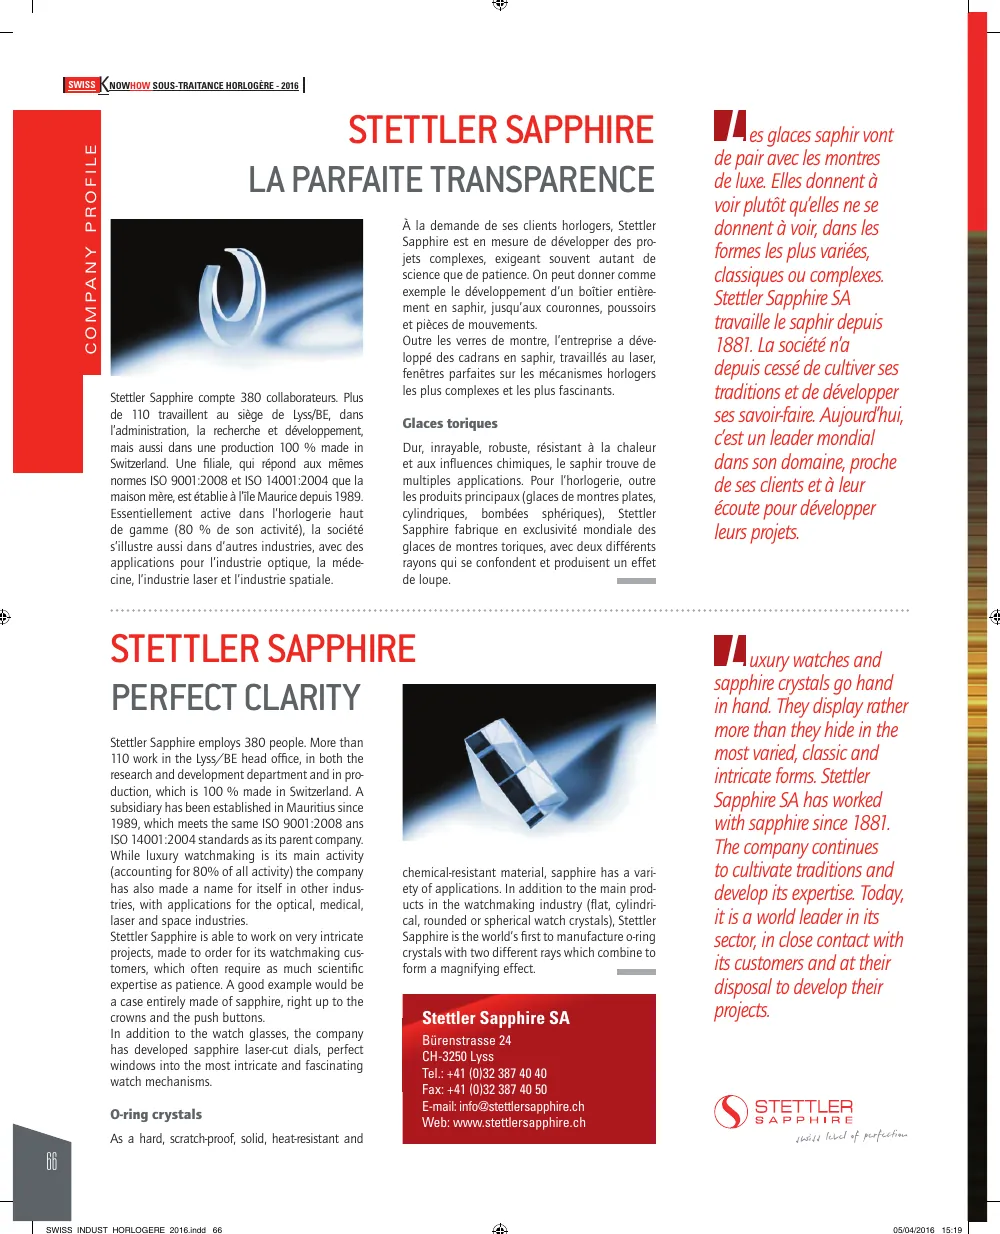 SWISS KNOWHOW SOUS-TRAITANCE HORLOGÈRE - 2016
COMPANY PROFILE
STETTLER SAPPHIRE
LA PARFAITE TRANSPARENCE
Stettler Sapphire compte 380 collaborateurs. Plus
de 110 travaillent au siège de Lyss/BE, dans
l’administration, la recherche et développement,
mais aussi dans une production 100 % made in
Switzerland. Une filiale, qui répond aux mêmes
normes ISO 9001:2008 et ISO 14001:2004 que la
maison mère, est établie à l’île Maurice depuis 1989.
Essentiellement active dans l’horlogerie haut
de gamme (80 % de son activité), la société
s’illustre aussi dans d’autres industries, avec des
applications pour l’industrie optique, la méde-
cine, l’industrie laser et l’industrie spatiale.
À la demande de ses clients horlogers, Stettler
Sapphire est en mesure de développer des pro-
jets complexes, exigeant souvent autant de
science que de patience. On peut donner comme
exemple le développement d’un boîtier entière-
ment en saphir, jusqu’aux couronnes, poussoirs
et pièces de mouvements.
Outre les verres de montre, l’entreprise a déve-
loppé des cadrans en saphir, travaillés au laser,
fenêtres parfaites sur les mécanismes horlogers
les plus complexes et les plus fascinants.
Glaces toriques
Dur, inrayable, robuste, résistant à la chaleur
et aux influences chimiques, le saphir trouve de
multiples applications. Pour l’horlogerie, outre
les produits principaux (glaces de montres plates,
cylindriques, bombées sphériques), Stettler
Sapphire fabrique en exclusivité mondiale des
glaces de montres toriques, avec deux différents
rayons qui se confondent et produisent un effet
de loupe.
Les glaces saphir vont
de pair avec les montres
de luxe. Elles donnent à
voir plutôt qu’elles ne se
donnent à voir, dans les
formes les plus variées,
classiques ou complexes.
Stettler Sapphire SA
travaille le saphir depuis
1881. La société n’a
depuis cessé de cultiver ses
traditions et de développer
ses savoir-faire. Aujourd’hui,
c’est un leader mondial
dans son domaine, proche
de ses clients et à leur
écoute pour développer
leurs projets.
STETTLER SAPPHIRE
PERFECT CLARITY
Stettler Sapphire employs 380 people. More than
110 work in the Lyss/BE head office, in both the
research and development department and in pro-
duction, which is 100 % made in Switzerland. A
subsidiary has been established in Mauritius since
1989, which meets the same ISO 9001:2008 ans
ISO 14001:2004 standards as its parent company.
While luxury watchmaking is its main activity
(accounting for 80% of all activity) the company
has also made a name for itself in other indus-
tries, with applications for the optical, medical,
laser and space industries.
Stettler Sapphire is able to work on very intricate
projects, made to order for its watchmaking cus-
tomers, which often require as much scientific
expertise as patience. A good example would be
a case entirely made of sapphire, right up to the
crowns and the push buttons.
In addition to the watch glasses, the company
has developed sapphire laser-cut dials, perfect
windows into the most intricate and fascinating
watch mechanisms.
O-ring crystals
As a hard, scratch-proof, solid, heat-resistant and
chemical-resistant material, sapphire has a vari-
ety of applications. In addition to the main prod-
ucts in the watchmaking industry (flat, cylindri-
cal, rounded or spherical watch crystals), Stettler
Sapphire is the world’s first to manufacture o-ring
crystals with two different rays which combine to
form a magnifying effect.
Stettler Sapphire SA
Bürenstrasse 24
CH-3250 Lyss
Tel.: +41 (0)32 387 40 40
Fax: +41 (0)32 387 40 50
E-mail: info@stettlersapphire.ch
Web: www.stettlersapphire.ch
Luxury watches and
sapphire crystals go hand
in hand. They display rather
more than they hide in the
most varied, classic and
intricate forms. Stettler
Sapphire SA has worked
with sapphire since 1881.
The company continues
to cultivate traditions and
develop its expertise. Today,
it is a world leader in its
sector, in close contact with
its customers and at their
disposal to develop their
projects.
STETTLER
SAPPHIRE
swiss level of perfection
66
SWISS_INDUST_HORLOGERE_2016.indd 66
05/04/2016 15:19